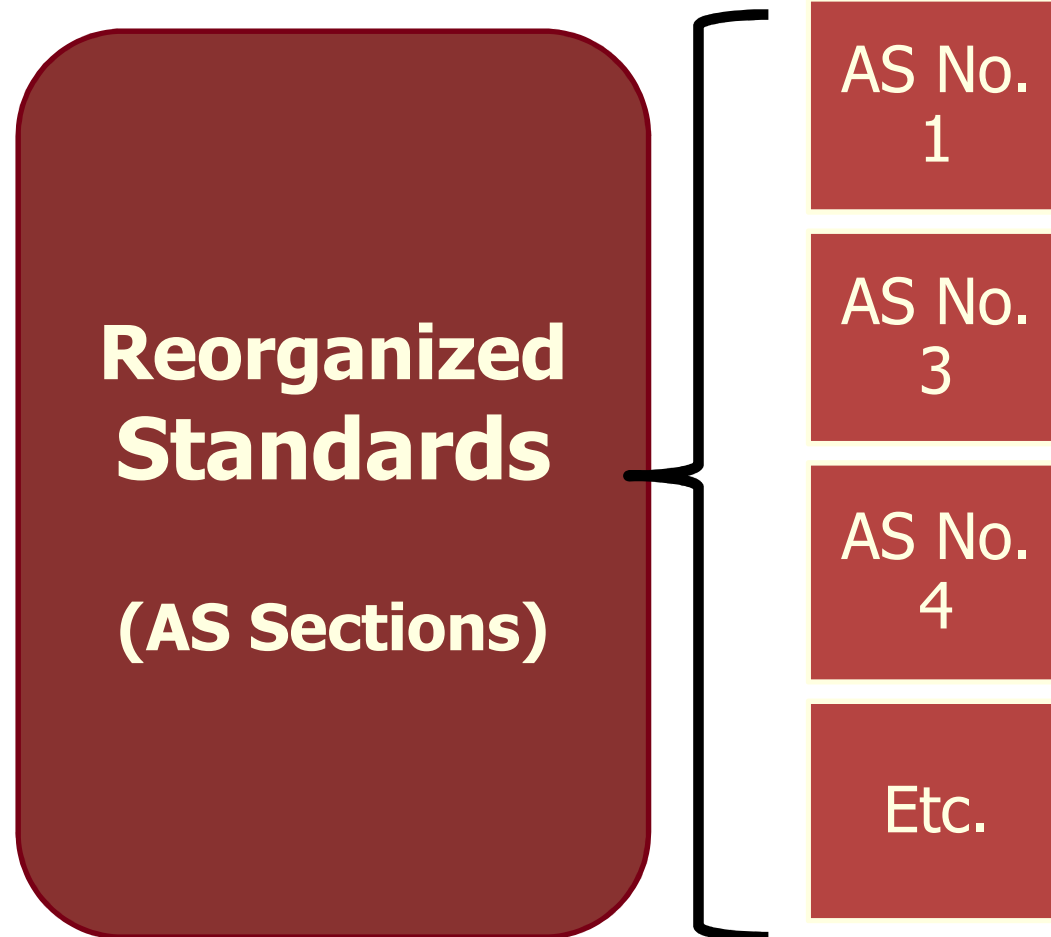 Reorganized
Standards
(AS Sections)
AS No.
1
AS No.
3
AS No.
4
Etc.